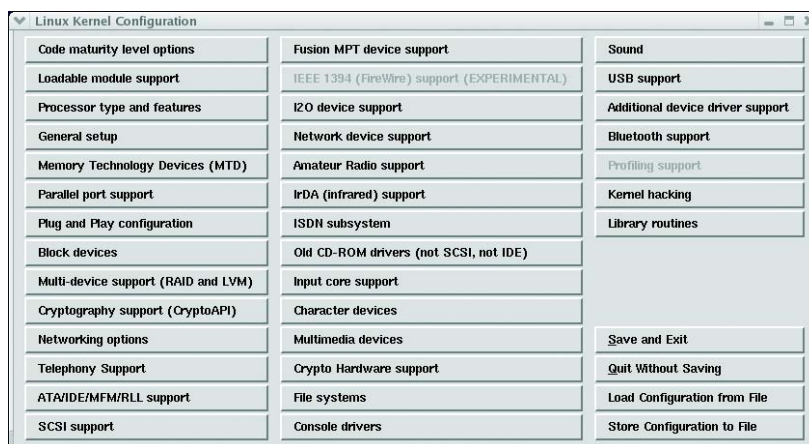 Linux Kernel Configuration
Code maturity level options
Loadable module support
Processor type and features
General setup
Memory Technology Devices (MTD)
Parallel port support
Plug and Play configuration
Block devices
Multi-device support (RAID and LVM)
Cryptography support (CryptoAPI)
Networking options
Telephony Support
ATA/IDE/MFM/RLL support
SCSI support
Fusion MPT device support
IEEE 1394 (FireWire) support (EXPERIMENTAL)
I2O device support
Network device support
Amateur Radio support
IrDA (infrared) support
ISDN subsystem
Old CD-ROM drivers (not SCSI, not IDE)
Input core support
Character devices
Multimedia devices
Crypto Hardware support
File systems
Console drivers
Sound
USB support
Additional device driver support
Bluetooth support
Profiling support
Kernel hacking
Library routines
Save and Exit
Quit Without Saving
Load Configuration from File
Store Configuration to File